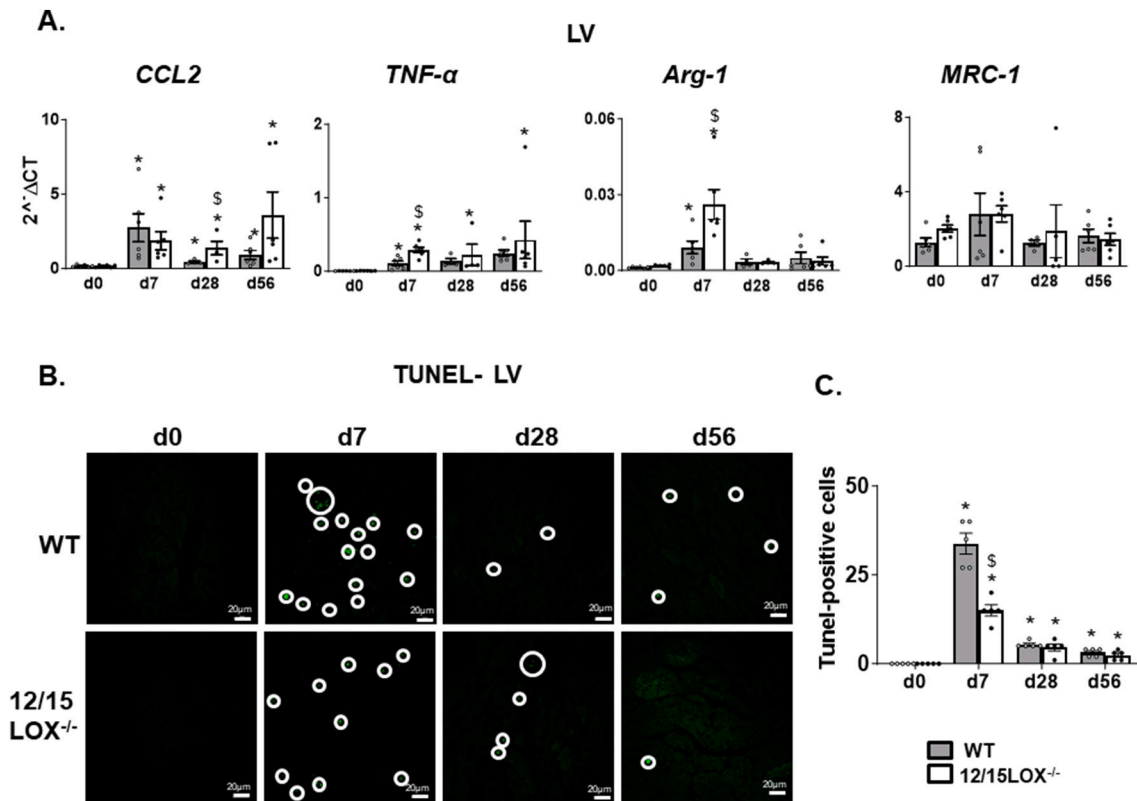 A.
LV
CCL2 TNF-α Arg-1 MRC-1
2^-ΔCT
10
5
0
d0 d7 d28 d56
* * * $ * * *
2
1
0
d0 d7 d28 d56
* $ * * *
0.06
0.03
0.00
d0 d7 d28 d56
* $ *
8
4
0
d0 d7 d28 d56
B.
TUNEL- LV
d0 d7 d28 d56
WT
20µm 20µm 20µm 20µm
12/15
LOX-/-
20µm 20µm 20µm 20µm
C.
Tunel-positive cells
50
25
0
* $ * * * * *
d0 d7 d28 d56
WT
12/15LOX-/-